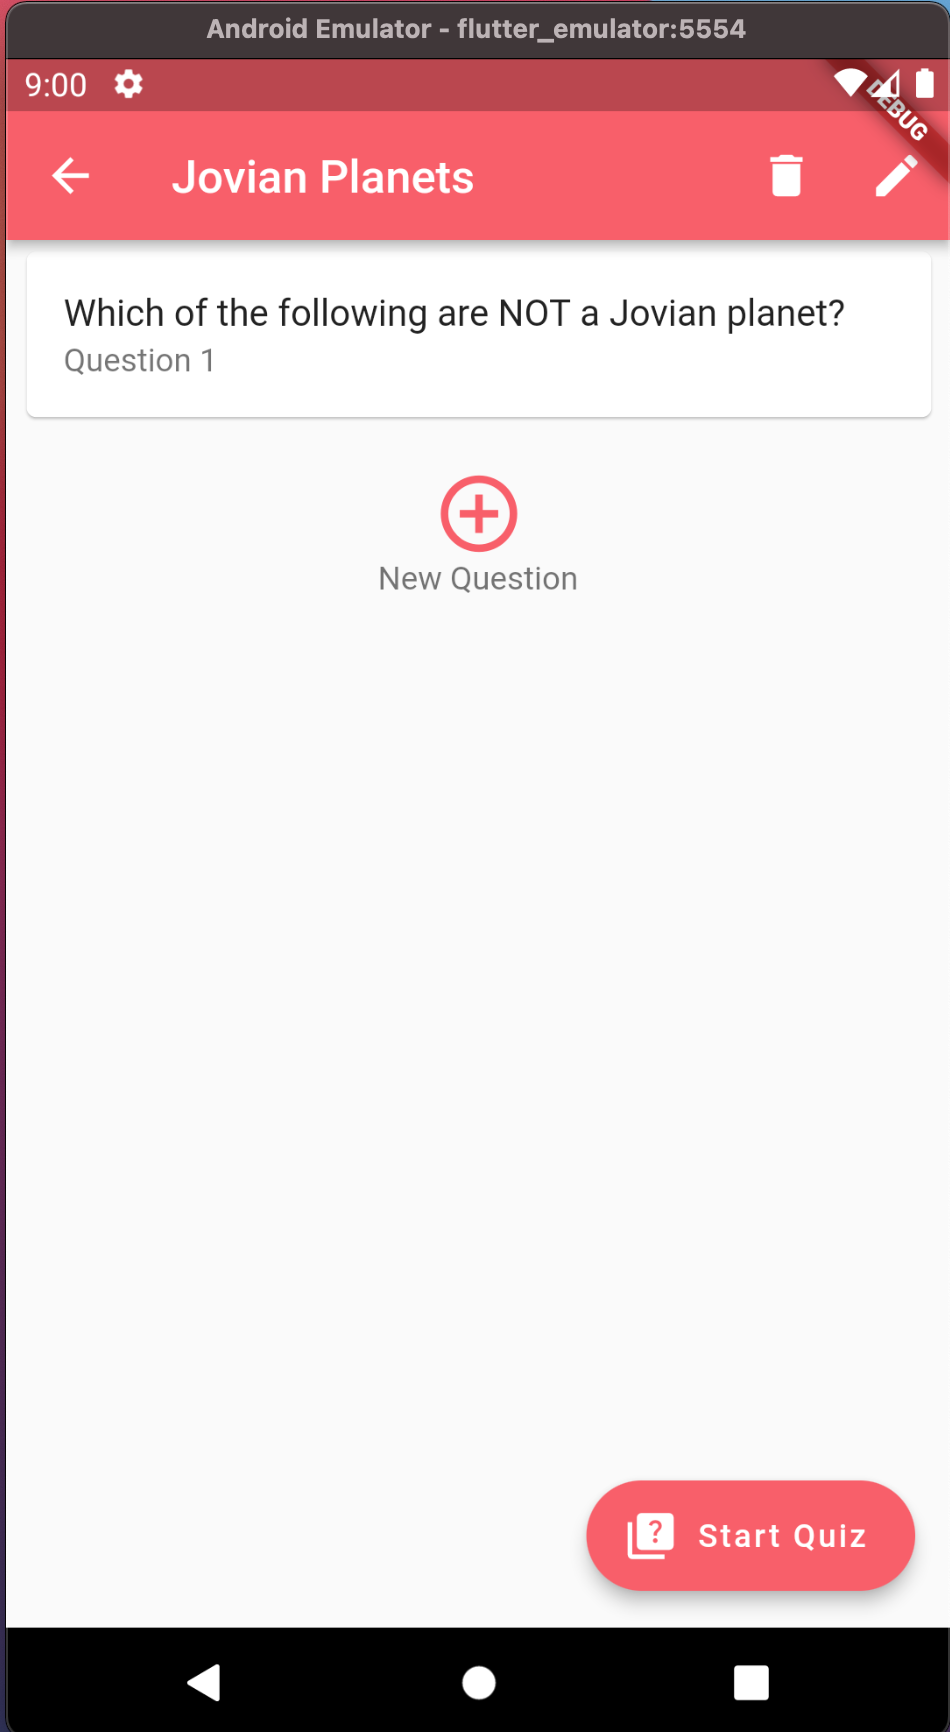 Android Emulator - flutter_emulator:5554
9:00
DEBUG
Jovian Planets
Which of the following are NOT a Jovian planet?
Question 1
New Question
? Start Quiz